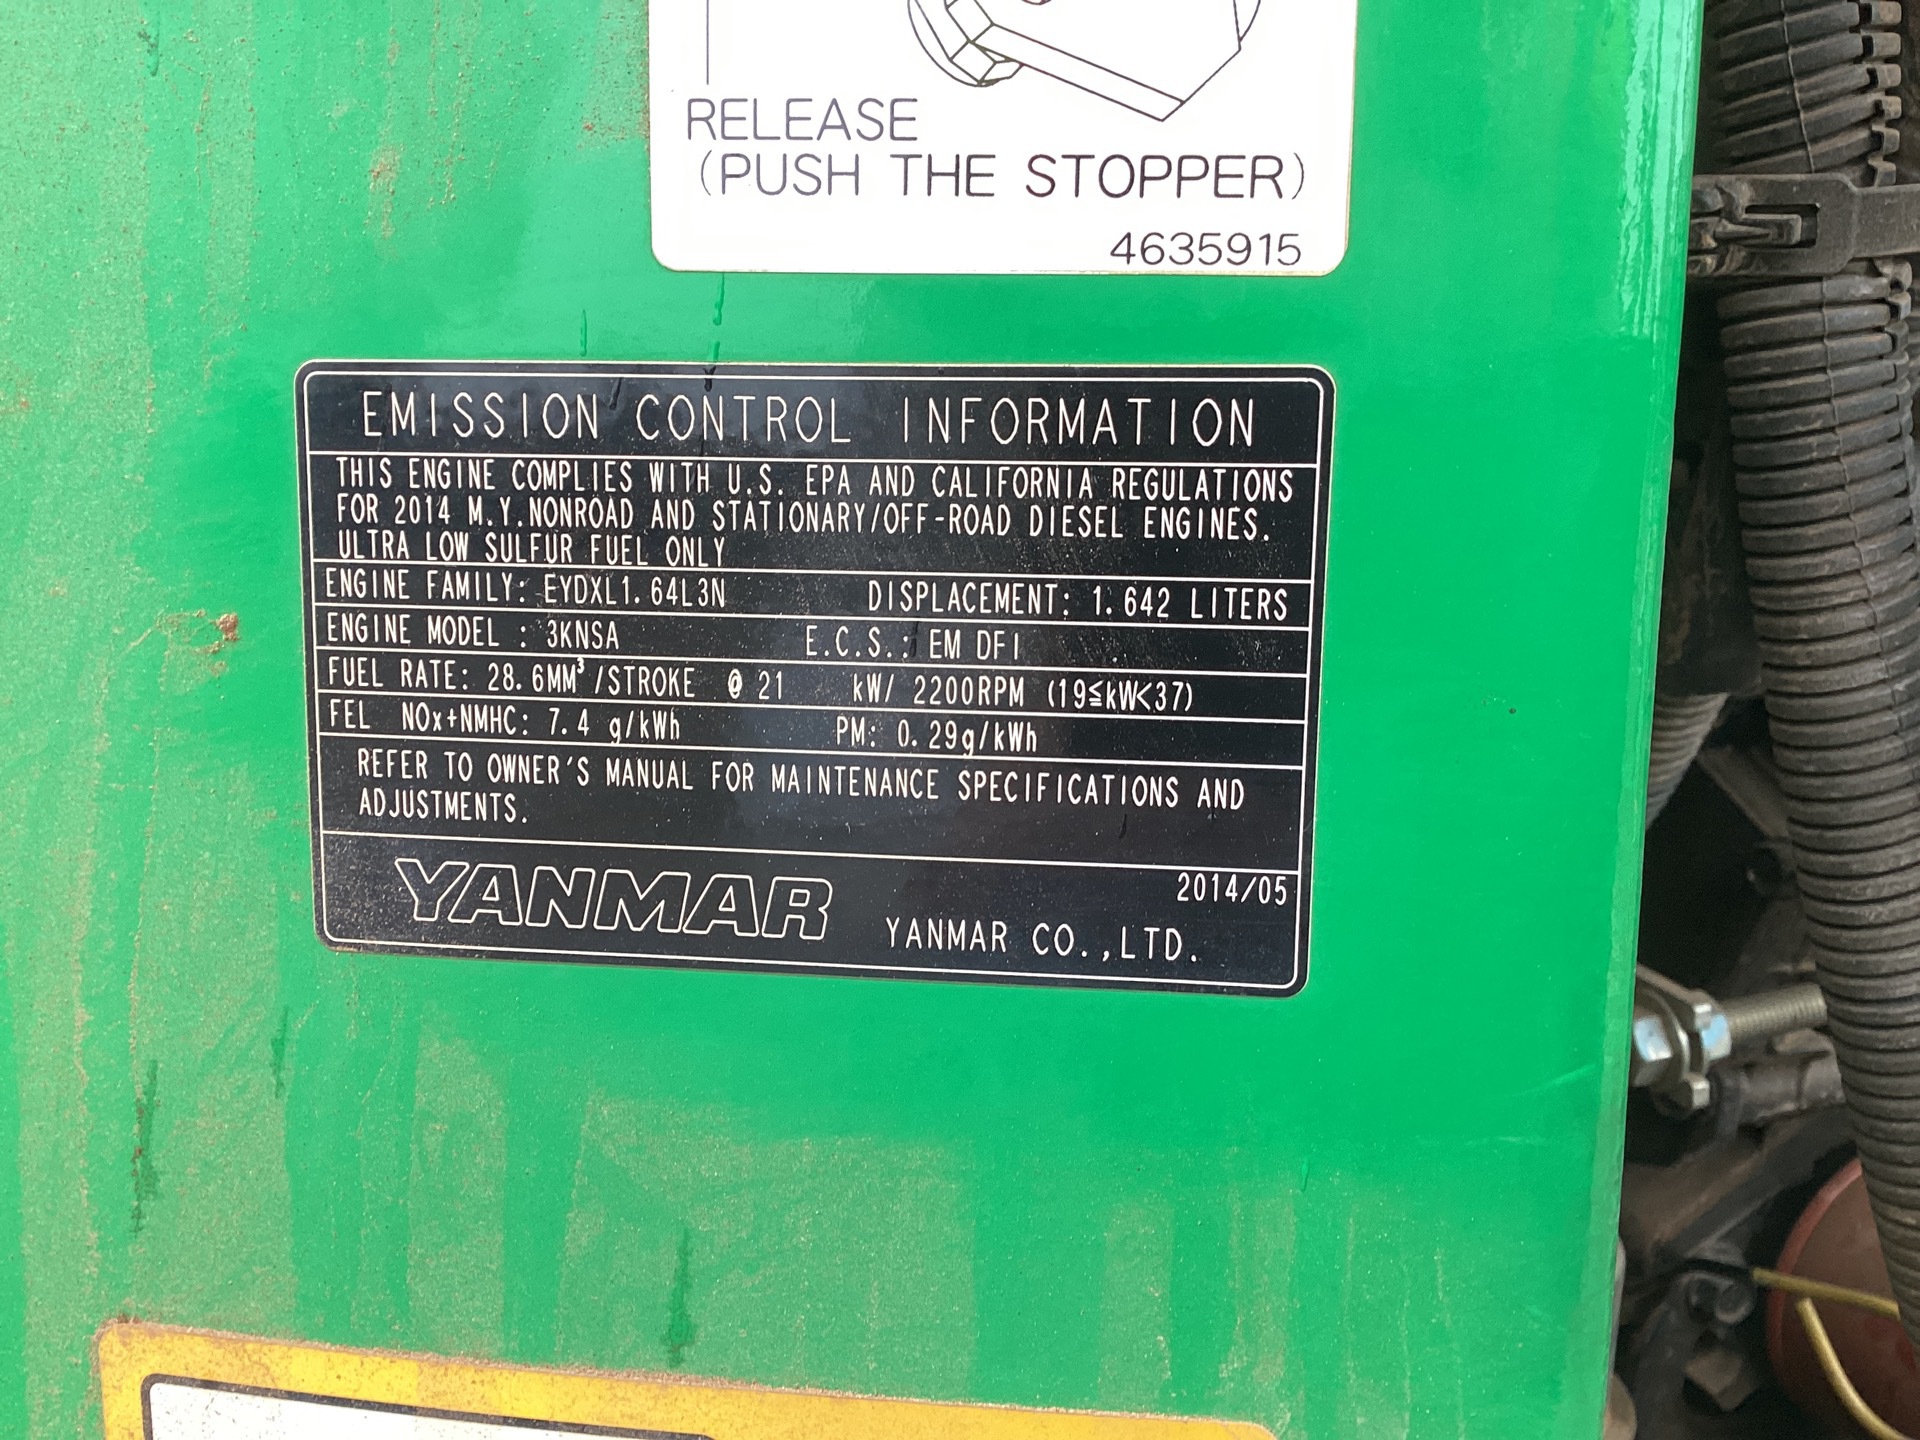 RELEASE
(PUSH THE STOPPER)
4635915
EMISSION CONTROL INFORMATION
THIS ENGINE COMPLIES WITH U.S. EPA AND CALIFORNIA REGULATIONS
FOR 2014 M.Y.NONROAD AND STATIONARY/OFF-ROAD DIESEL ENGINES.
ULTRA LOW SULFUR FUEL ONLY
ENGINE FAMILY: EYDXL1.64L3N DISPLACEMENT: 1.642 LITERS
ENGINE MODEL : 3KNSA E.C.S.: EM DFI
FUEL RATE: 28.6MM³/STROKE @ 21 kW/ 2200RPM (19≦kW<37)
FEL NOx+NMHC: 7.4 g/kWh PM: 0.29g/kWh
REFER TO OWNER'S MANUAL FOR MAINTENANCE SPECIFICATIONS AND
ADJUSTMENTS.
2014/05
YANMAR YANMAR CO.,LTD.